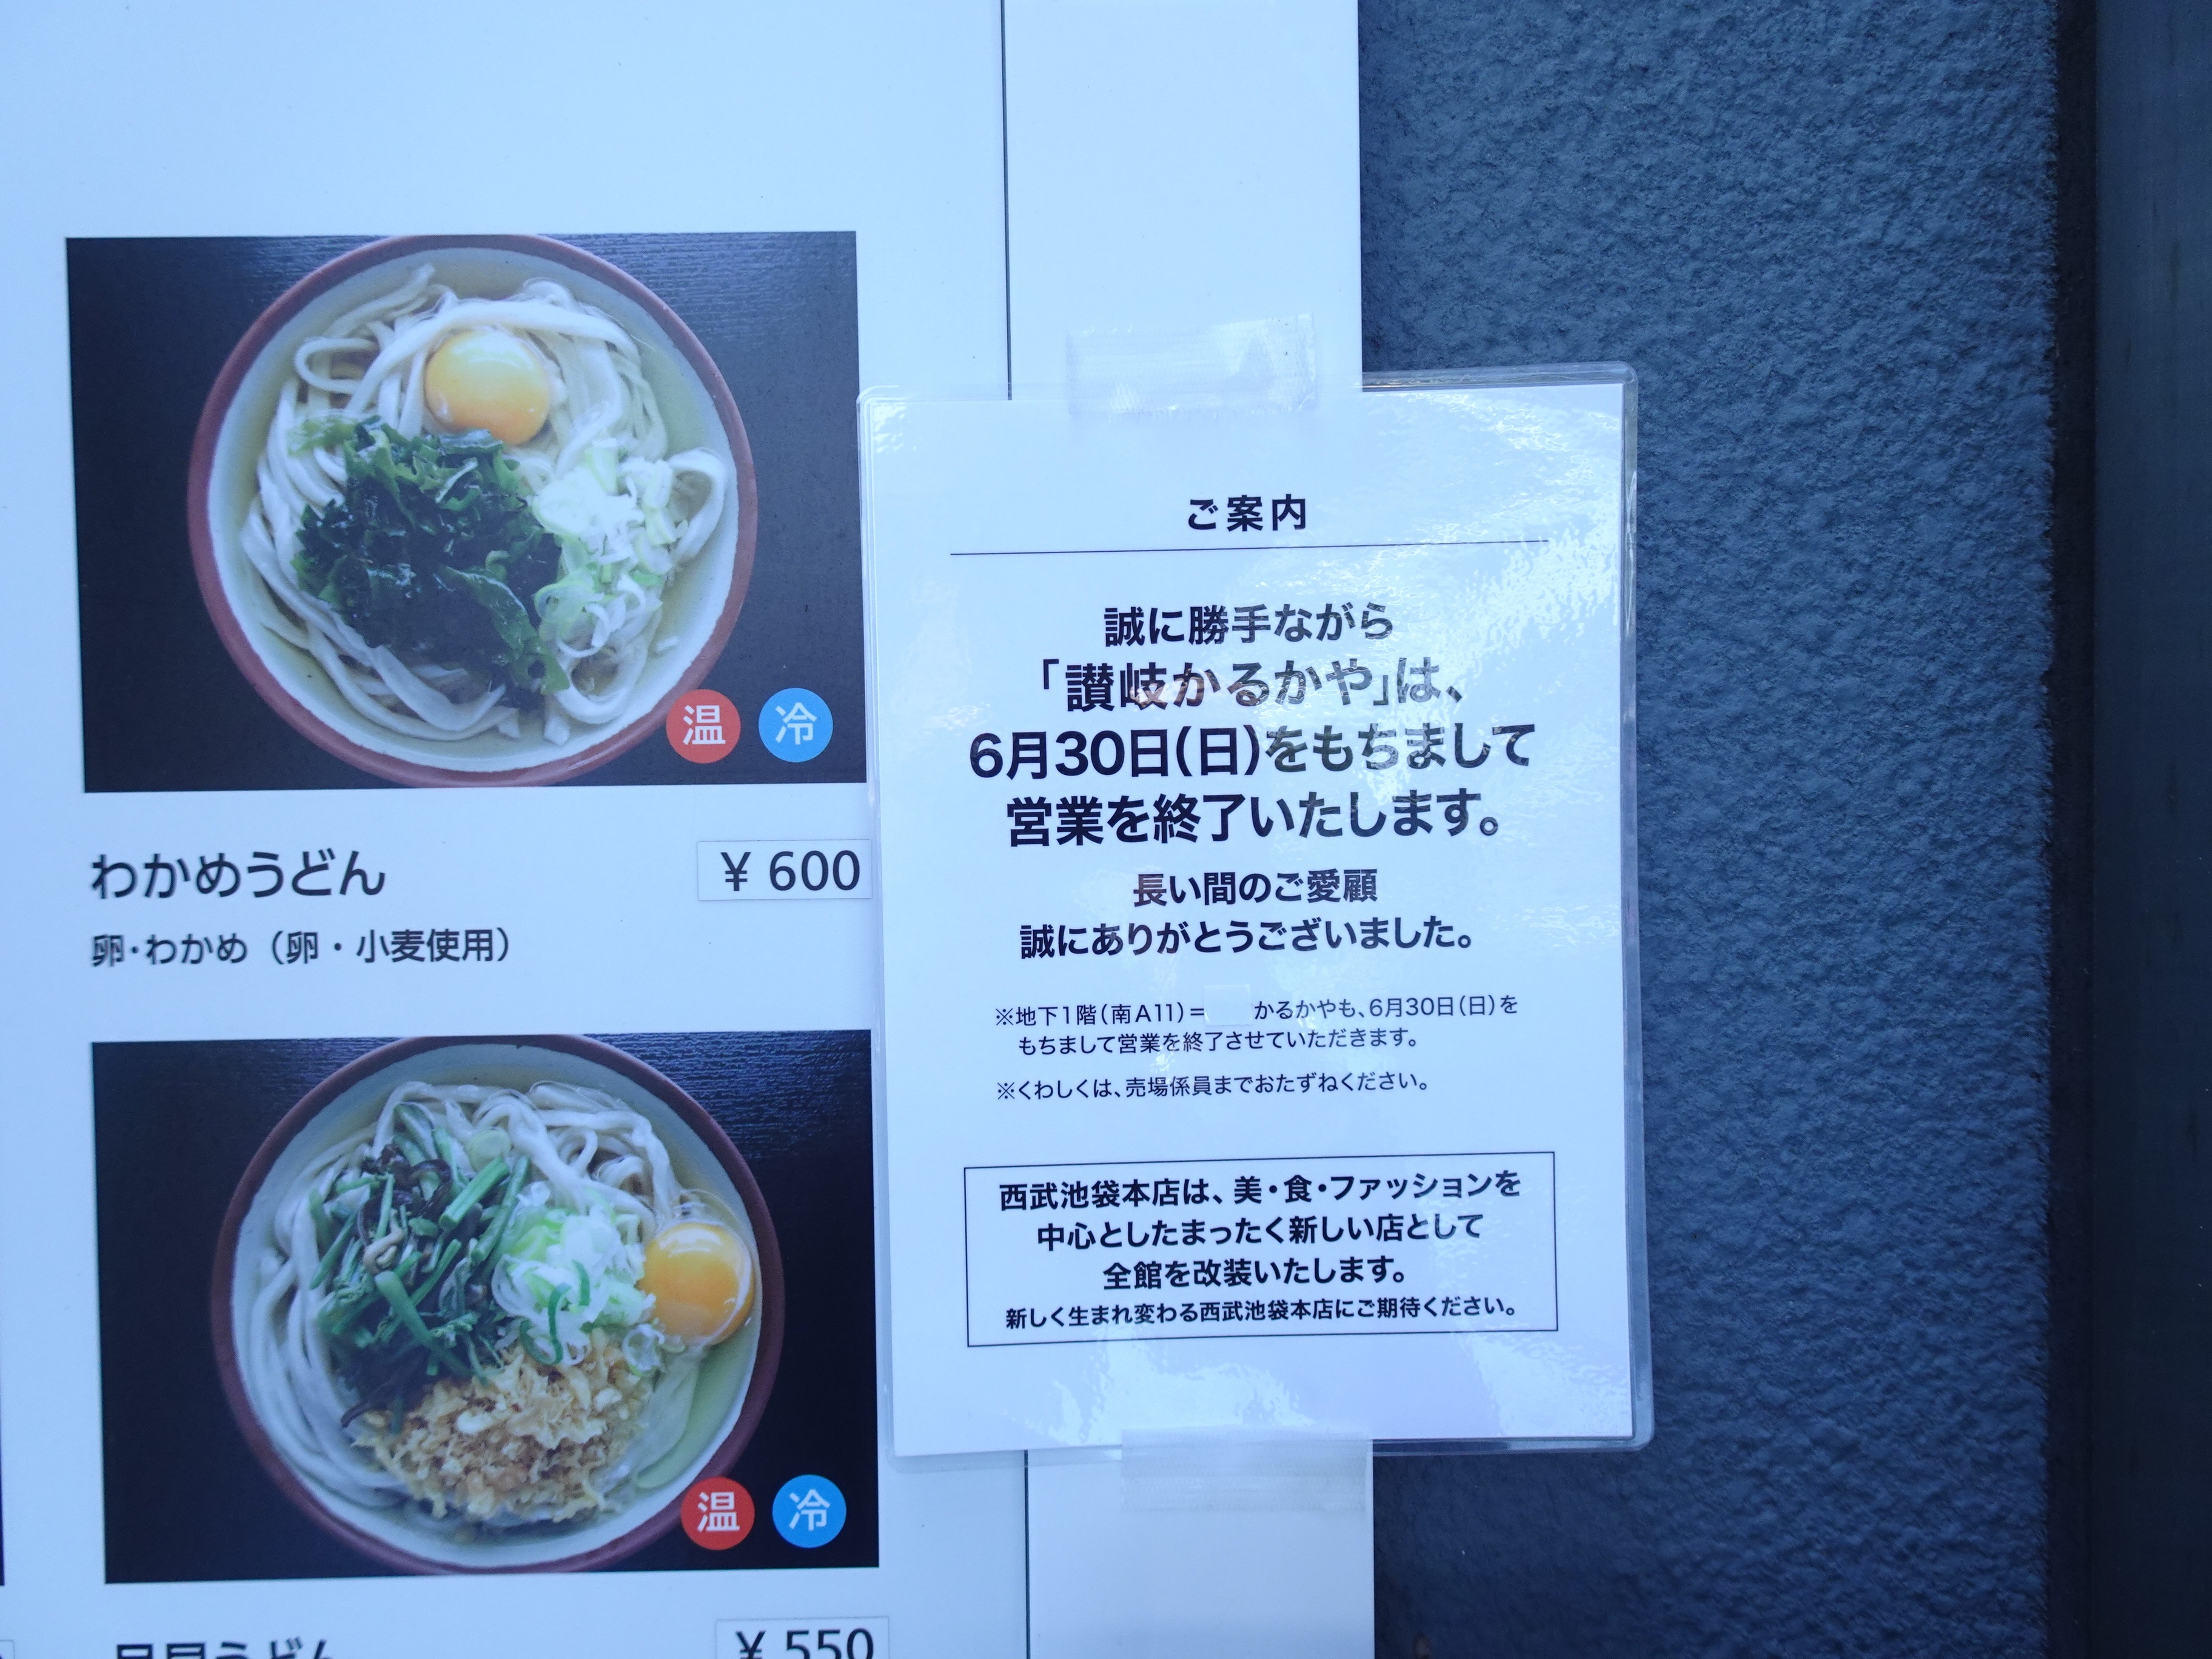 温 冷
わかめうどん
¥ 600
卵・わかめ（卵・小麦使用）
温 冷
¥ 550
ご案内
誠に勝手ながら
「讃岐かるかや」は、
6月30日(日)をもちまして
営業を終了いたします。
長い間のご愛顧
誠にありがとうございました。
※地下1階(南A11)= かるかやも、6月30日(日)を
もちまして営業を終了させていただきます。
※くわしくは、売場係員までおたずねください。
西武池袋本店は、美・食・ファッションを
中心としたまったく新しい店として
全館を改装いたします。
新しく生まれ変わる西武池袋本店にご期待ください。